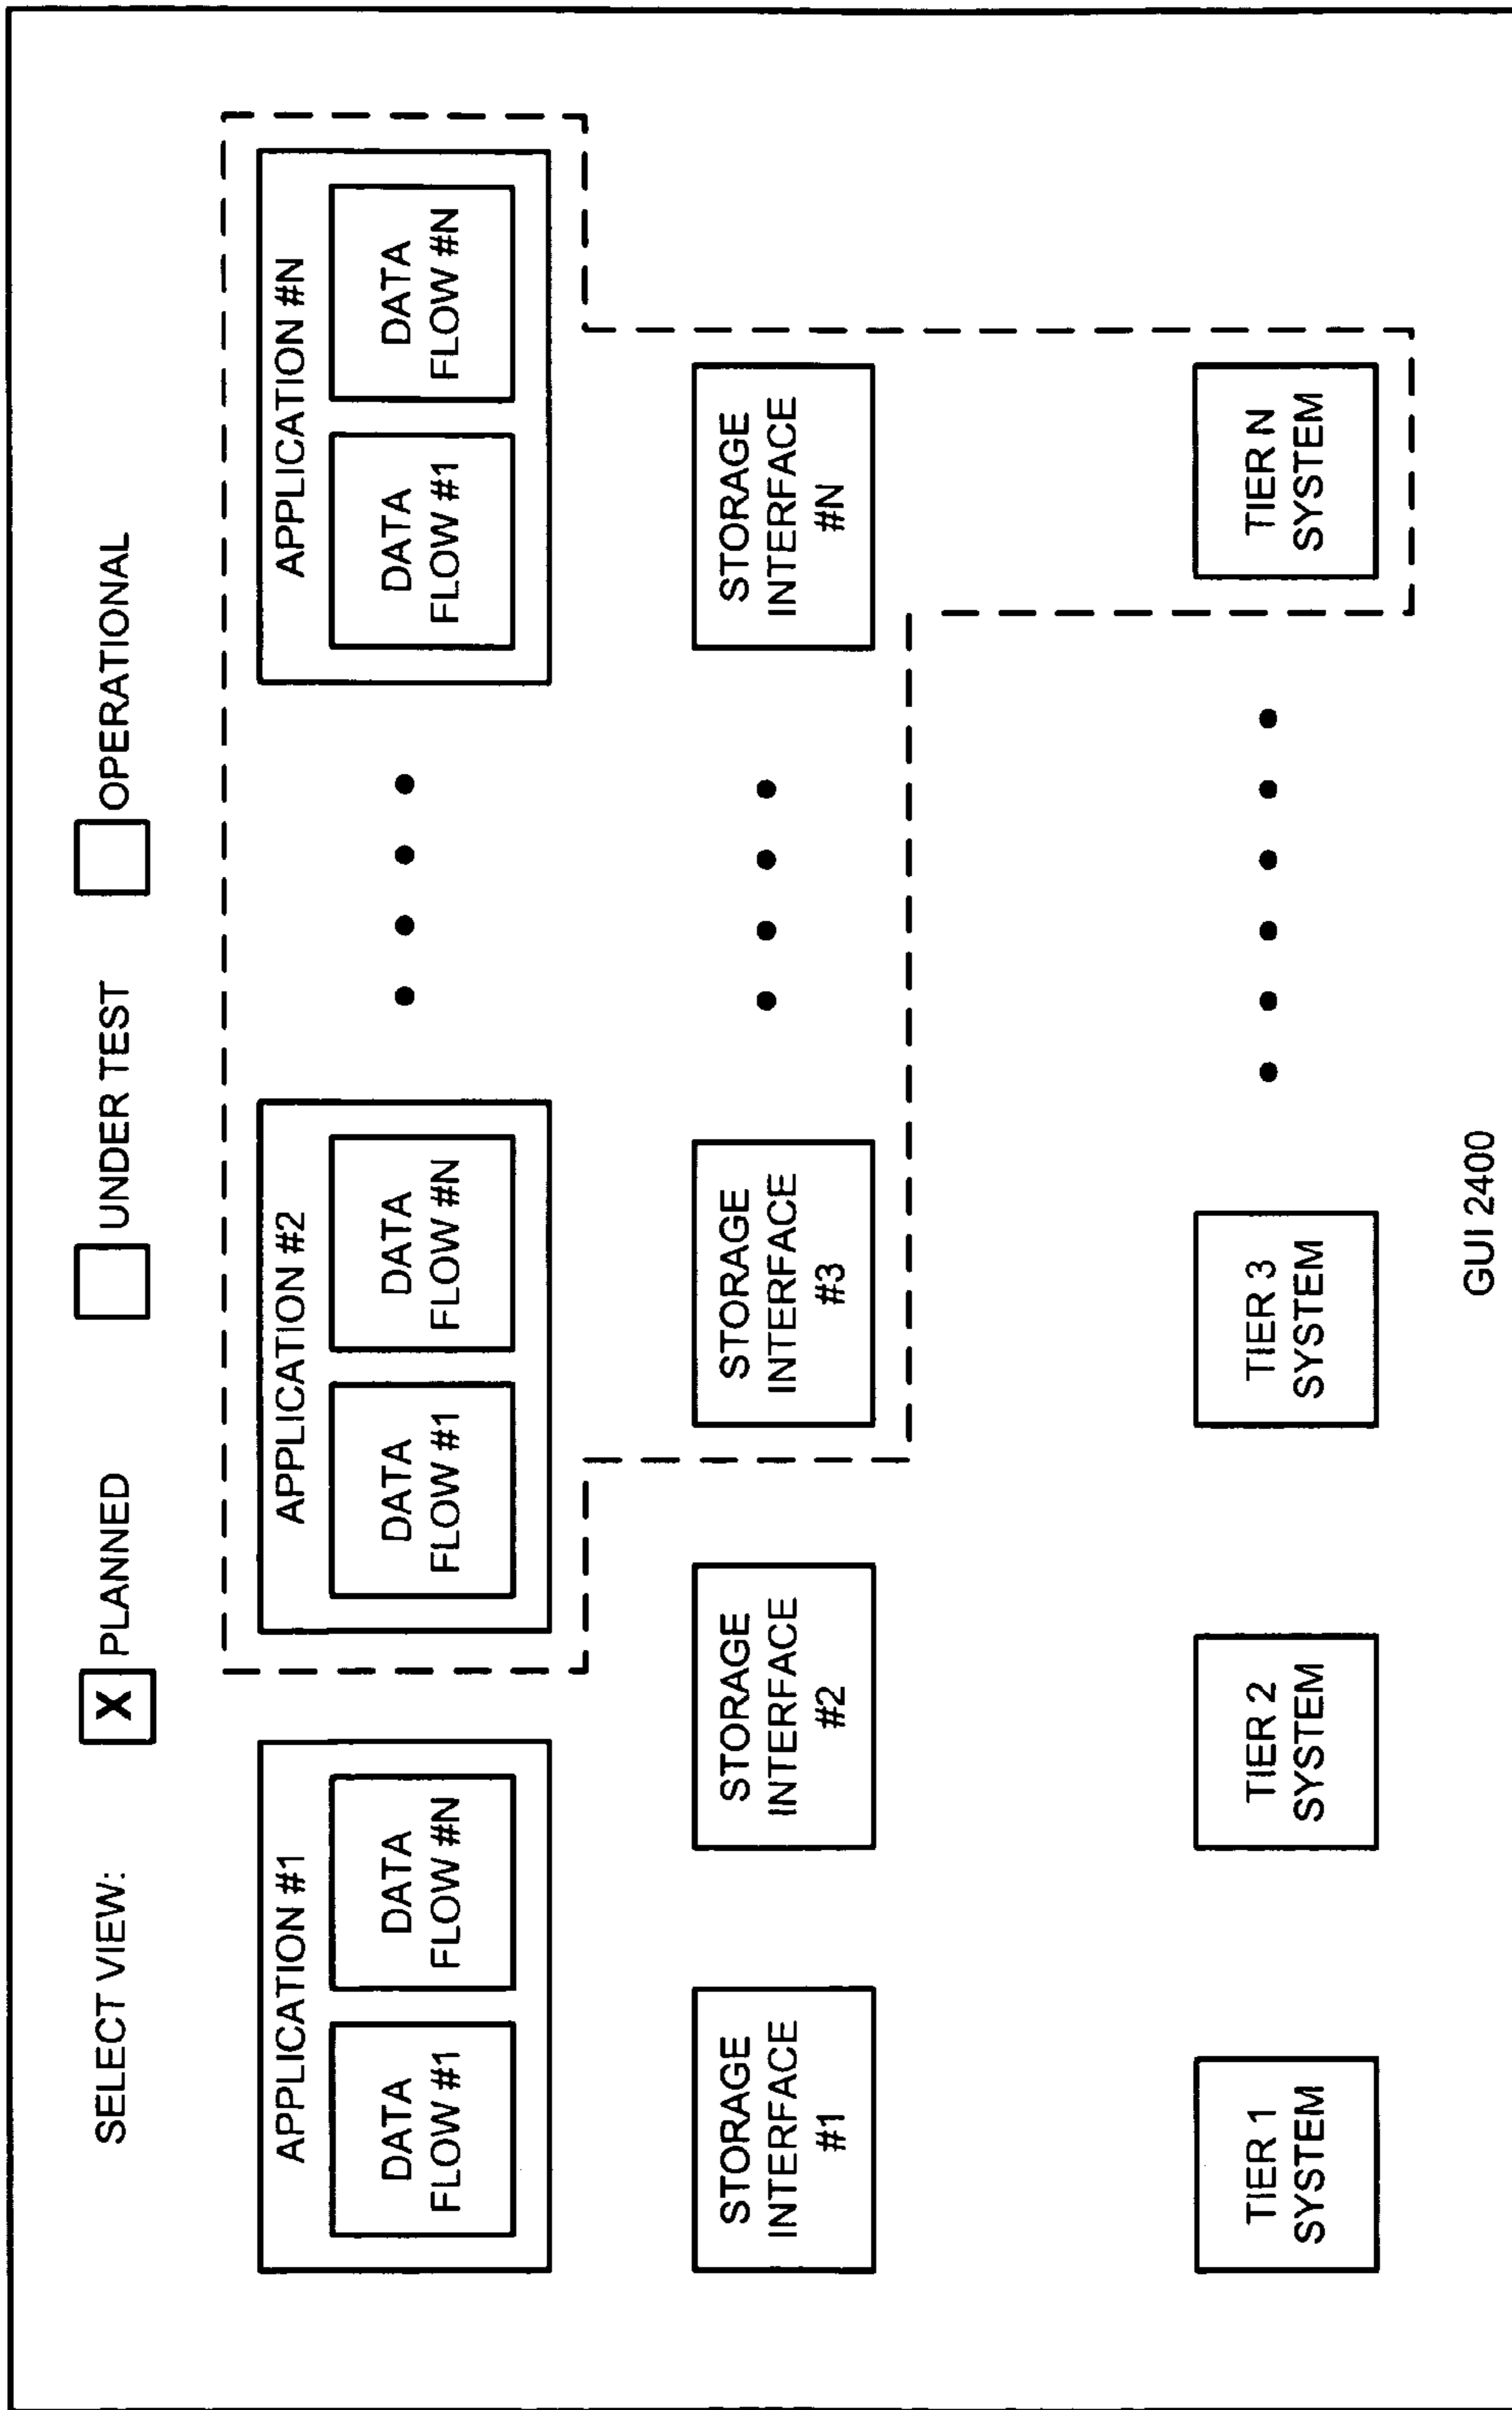 SELECT VIEW:
X PLANNED
UNDER TEST
OPERATIONAL
APPLICATION #1
DATA
FLOW #1
DATA
FLOW #N
APPLICATION #2
DATA
FLOW #1
DATA
FLOW #N
APPLICATION #N
DATA
FLOW #1
DATA
FLOW #N
STORAGE
INTERFACE
#1
STORAGE
INTERFACE
#2
STORAGE
INTERFACE
#3
STORAGE
INTERFACE
#N
TIER 1
SYSTEM
TIER 2
SYSTEM
TIER 3
SYSTEM
TIER N
SYSTEM
GUI 2400